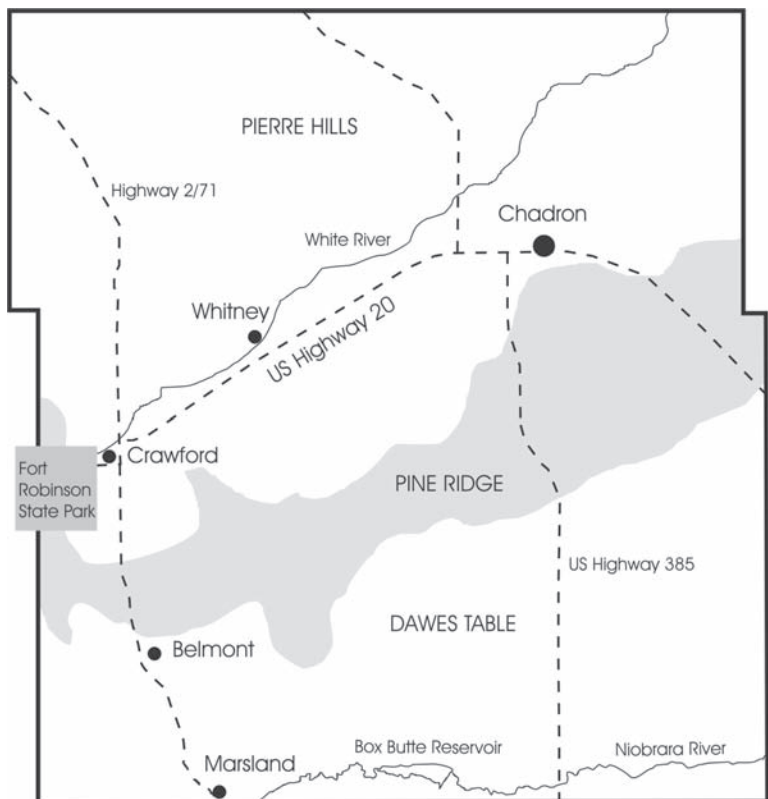 PIERRE HILLS
Highway 2/71
Chadron
White River
Whitney
US Highway 20
Crawford
Fort
Robinson
State Park
PINE RIDGE
US Highway 385
DAWES TABLE
Belmont
Box Butte Reservoir
Niobrara River
Marsland